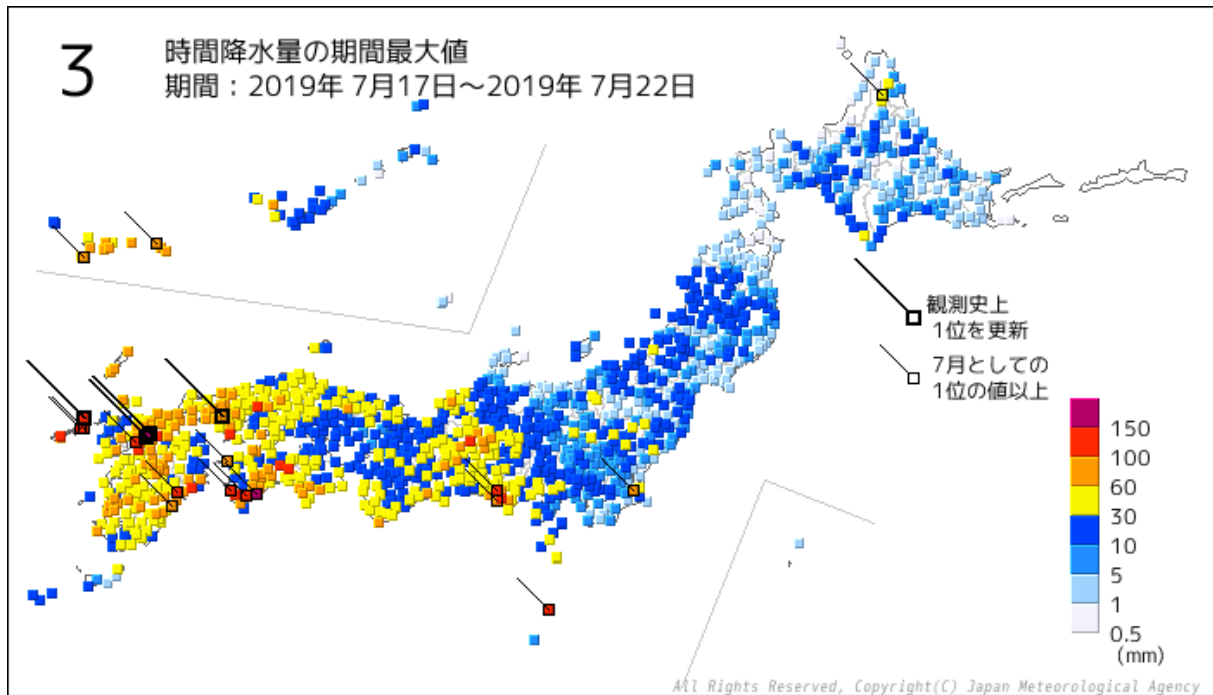 3
時間降水量の期間最大値
期間：2019年 7月17日～2019年 7月22日
観測史上
1位を更新
7月としての
1位の値以上
150
100
60
30
10
5
1
0.5
(mm)
All Rights Reserved, Copyright(C) Japan Meteorological Agency